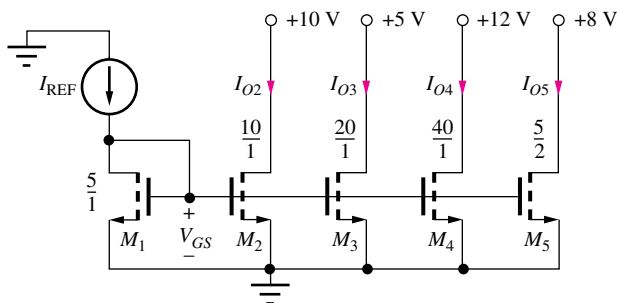 +10 V +5 V +12 V +8 V
I_REF I_O2 I_O3 I_O4 I_O5
10/1 20/1 40/1 5/2
5/1
+
M_1 V_GS M_2 M_3 M_4 M_5
–